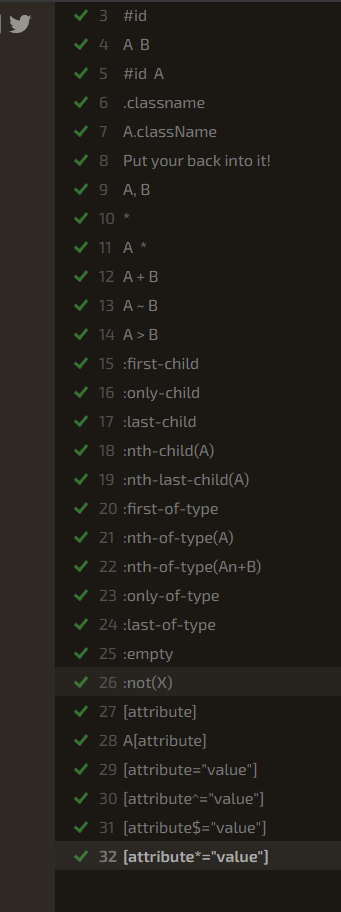 3 #id
4 A B
5 #id A
6 .classname
7 A.className
8 Put your back into it!
9 A, B
10 *
11 A *
12 A + B
13 A ~ B
14 A > B
15 :first-child
16 :only-child
17 :last-child
18 :nth-child(A)
19 :nth-last-child(A)
20 :first-of-type
21 :nth-of-type(A)
22 :nth-of-type(An+B)
23 :only-of-type
24 :last-of-type
25 :empty
26 :not(X)
27 [attribute]
28 A[attribute]
29 [attribute="value"]
30 [attribute^="value"]
31 [attribute$="value"]
32 [attribute*="value"]